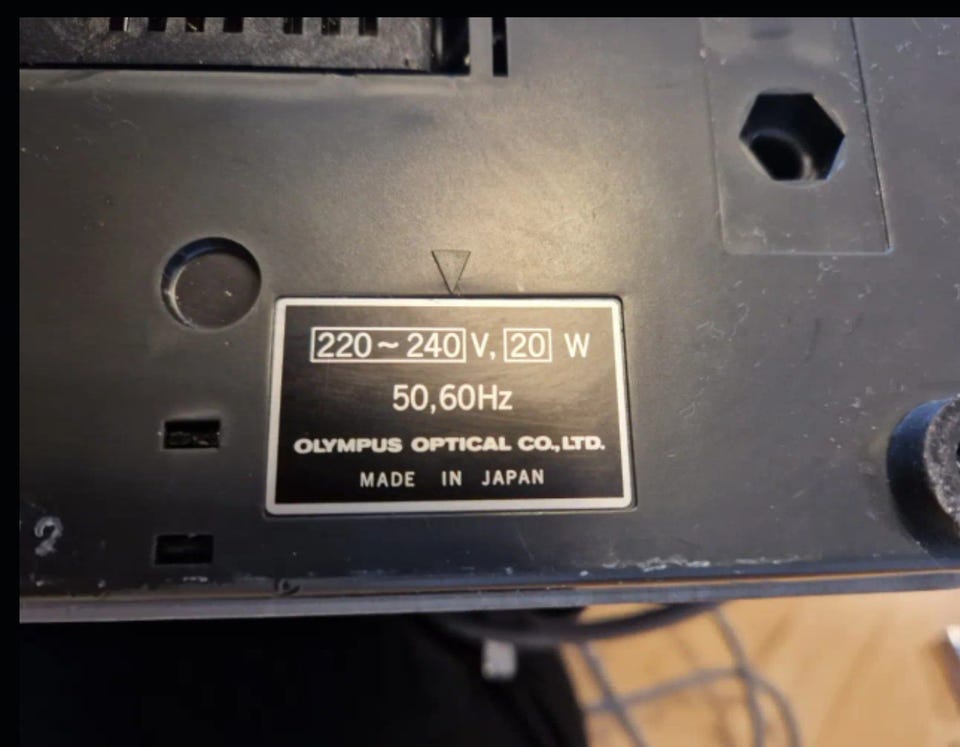 220~240 V, 20 W
50,60Hz
OLYMPUS OPTICAL CO.,LTD.
MADE IN JAPAN